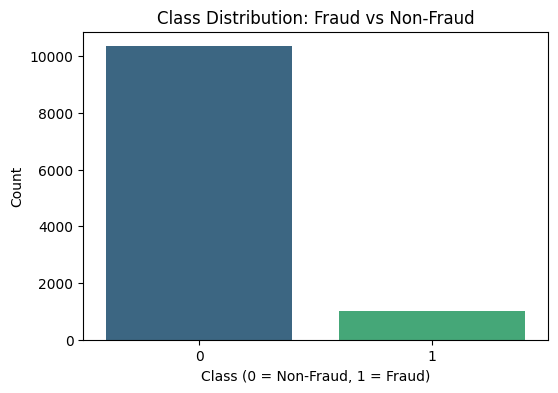 Class Distribution: Fraud vs Non-Fraud
10000
8000
6000
4000
2000
0
Count
0 1
Class (0 = Non-Fraud, 1 = Fraud)